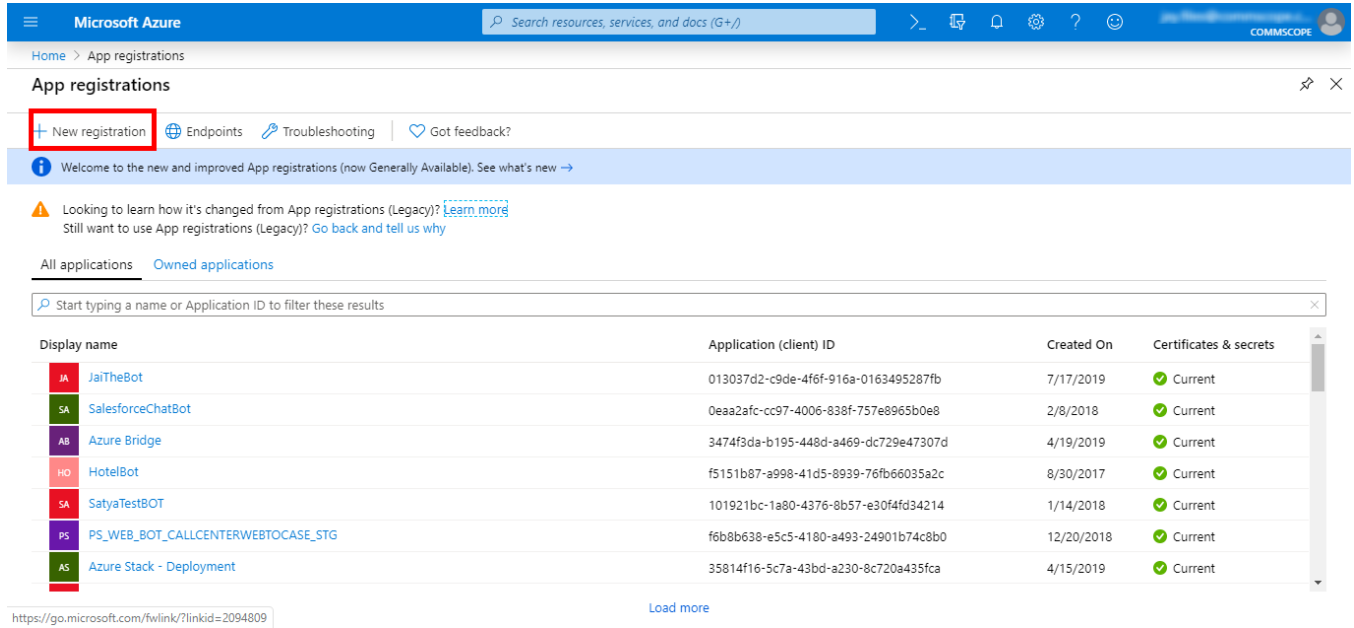 Microsoft Azure
Search resources, services, and docs (G+/)
COMMSCOPE
Home > App registrations
App registrations
New registration
Endpoints
Troubleshooting
Got feedback?
Welcome to the new and improved App registrations (now Generally Available). See what's new →
Looking to learn how it's changed from App registrations (Legacy)? Learn more
Still want to use App registrations (Legacy)? Go back and tell us why
All applications Owned applications
Start typing a name or Application ID to filter these results
Display name Application (client) ID Created On Certificates & secrets
JA JaiTheBot 013037d2-c9de-4f6f-916a-0163495287fb 7/17/2019 Current
SA SalesforceChatBot 0eaa2afc-cc97-4006-838f-757e8965b0e8 2/8/2018 Current
AB Azure Bridge 3474f3da-b195-448d-a469-dc729e47307d 4/19/2019 Current
HO HotelBot f5151b87-a998-41d5-8939-76fb66035a2c 8/30/2017 Current
SA SatyaTestBOT 101921bc-1a80-4376-8b57-e30f4fd34214 1/14/2018 Current
PS PS_WEB_BOT_CALLCENTERWEBTOCASE_STG f6b8b638-e5c5-4180-a493-24901b74c8b0 12/20/2018 Current
AS Azure Stack - Deployment 35814f16-5c7a-43bd-a230-8c720a435fca 4/15/2019 Current
Load more
https://go.microsoft.com/fwlink/?linkid=2094809